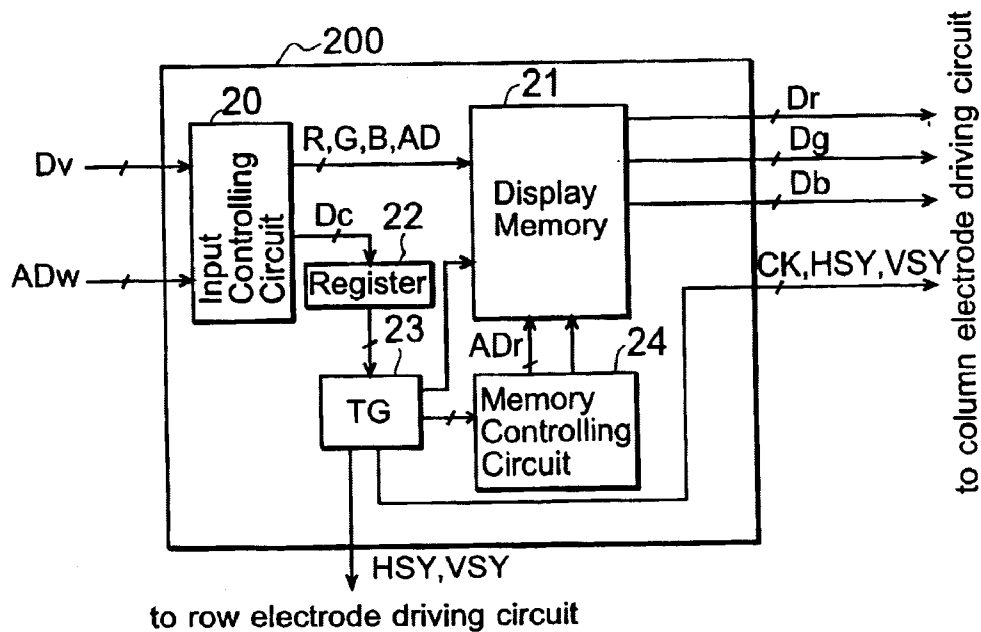 200
20
21
Dv
ADw
Input
Controlling
Circuit
R,G,B,AD
Dc
22
Register
23
TG
Display
Memory
ADr
24
Memory
Controlling
Circuit
Dr
Dg
Db
CK,HSY,VSY
to column electrode driving circuit
HSY,VSY
to row electrode driving circuit